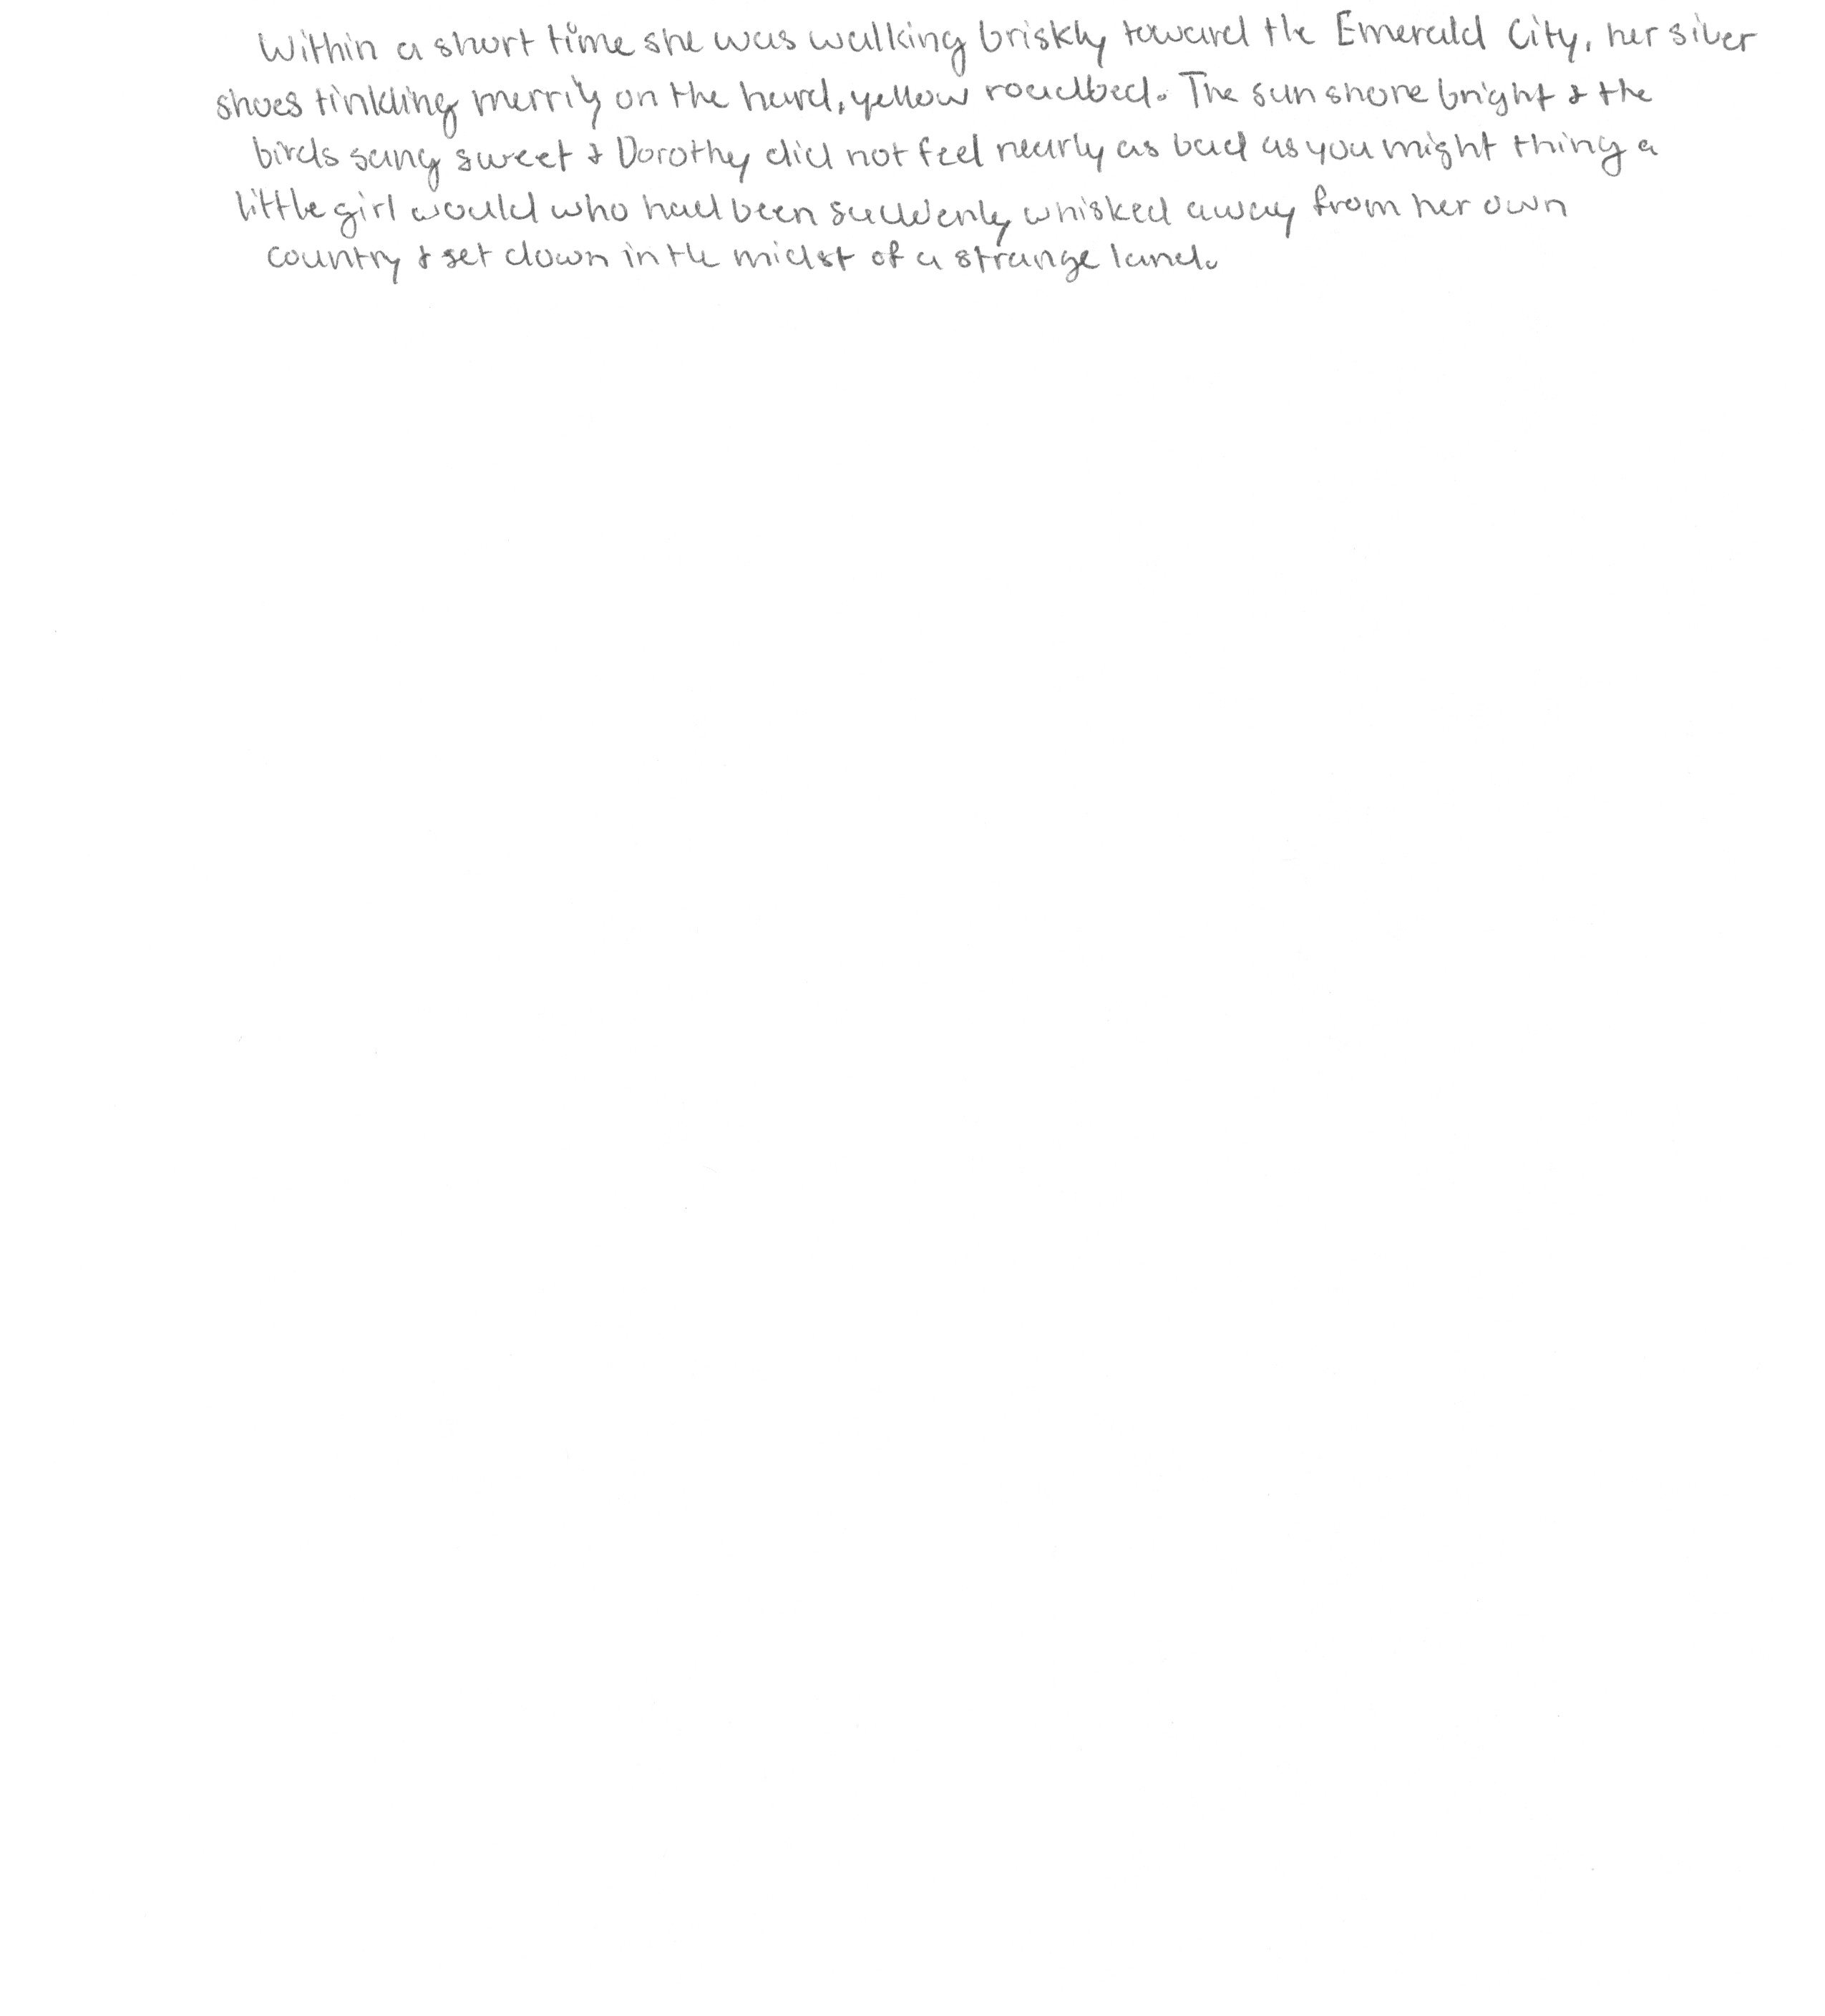 Within a short time she was walking briskly toward the Emerald City, her silver
shoes tinkling merrily on the hard, yellow roadbed. The sun shone bright & the
birds sang sweet & Dorothy did not feel nearly as bad as you might thing a
little girl would who had been suddenly whisked away from her own
country & set down in the midst of a strange land.